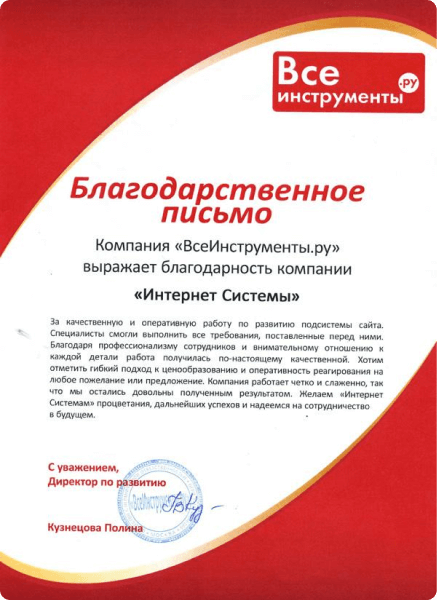 Все
инструменты
.РУ
Благодарственное
письмо
Компания «ВсеИнструменты.ру»
выражает благодарность компании
«Интернет Системы»
За качественную и оперативную работу по развитию подсистемы сайта.
Специалисты смогли выполнить все требования, поставленные перед ними.
Благодаря профессионализму сотрудников и внимательному отношению к
каждой детали работа получилась по-настоящему качественной. Хотим
отметить гибкий подход к ценообразованию и оперативность реагирования на
любое пожелание или предложение. Компания работает четко и слаженно, так
что мы остались довольны полученным результатом. Желаем «Интернет
Системам» процветания, дальнейших успехов и надеемся на сотрудничество
в будущем.
С уважением,
Директор по развитию
Кузнецова Полина